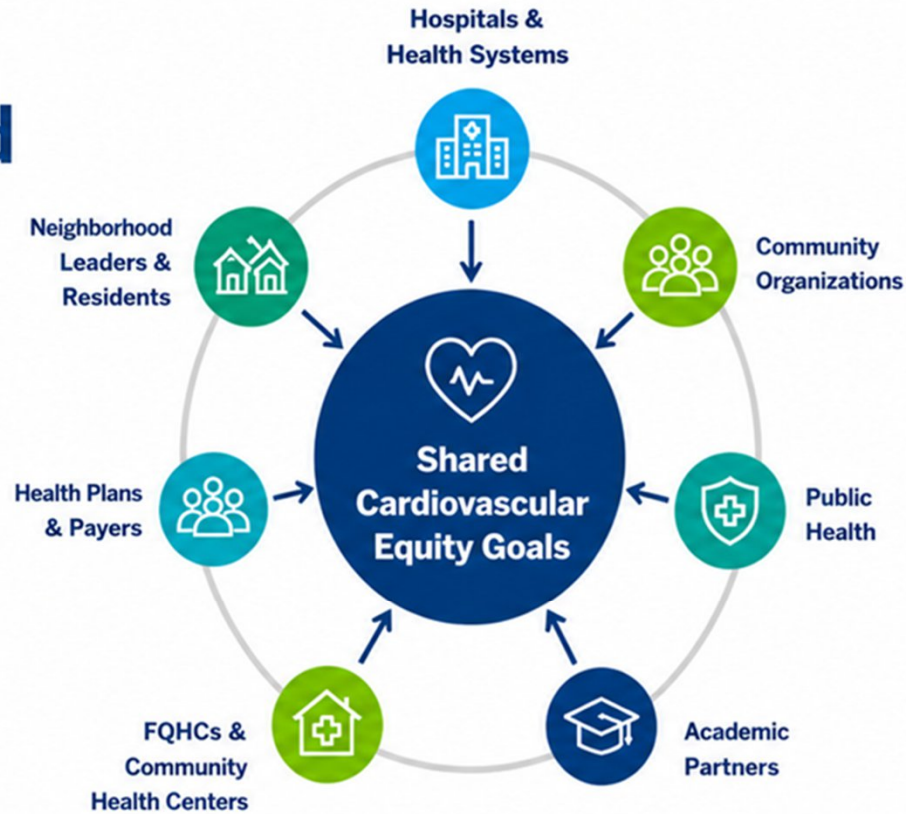 Hospitals &
Health Systems
Neighborhood
Leaders &
Residents
Community
Organizations
Shared
Cardiovascular
Equity Goals
Health Plans
& Payers
Public
Health
FQHCs &
Community
Health Centers
Academic
Partners